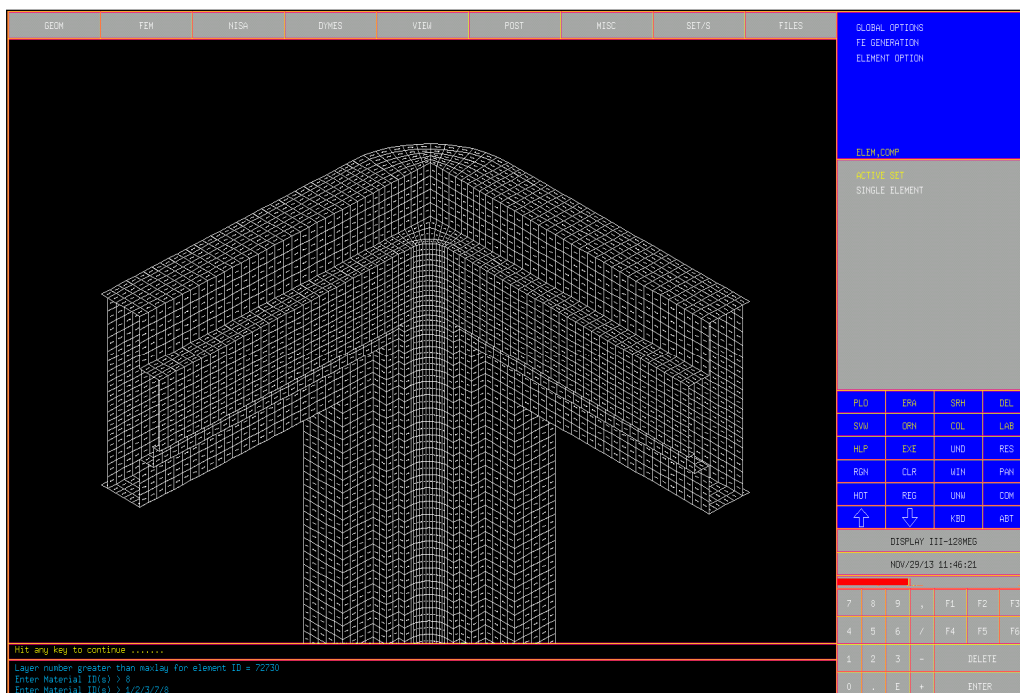 GEOM FEM NISA DYMES VIEW POST MISC SET/S FILES
GLOBAL OPTIONS
FE GENERATION
ELEMENT OPTION
ELEM,COMP
ACTIVE SET
SINGLE ELEMENT
PLO ERA SRH DEL
SVW ORN COL LAB
HLP EXE UND RES
RGN CLR WIN PAN
HOT REG UNW COM
KBD ABT
DISPLAY III-128MEG
NOV/29/13 11:46:21
7 8 9 , F1 F2 F3
4 5 6 / F4 F5 F6
1 2 3 - DELETE
0 . E + ENTER
Hit any key to continue .......
Layer number greater than maxlay for element ID = 72730
Enter Material ID(s) > 8
Enter Material ID(s) > 1/2/3/7/8